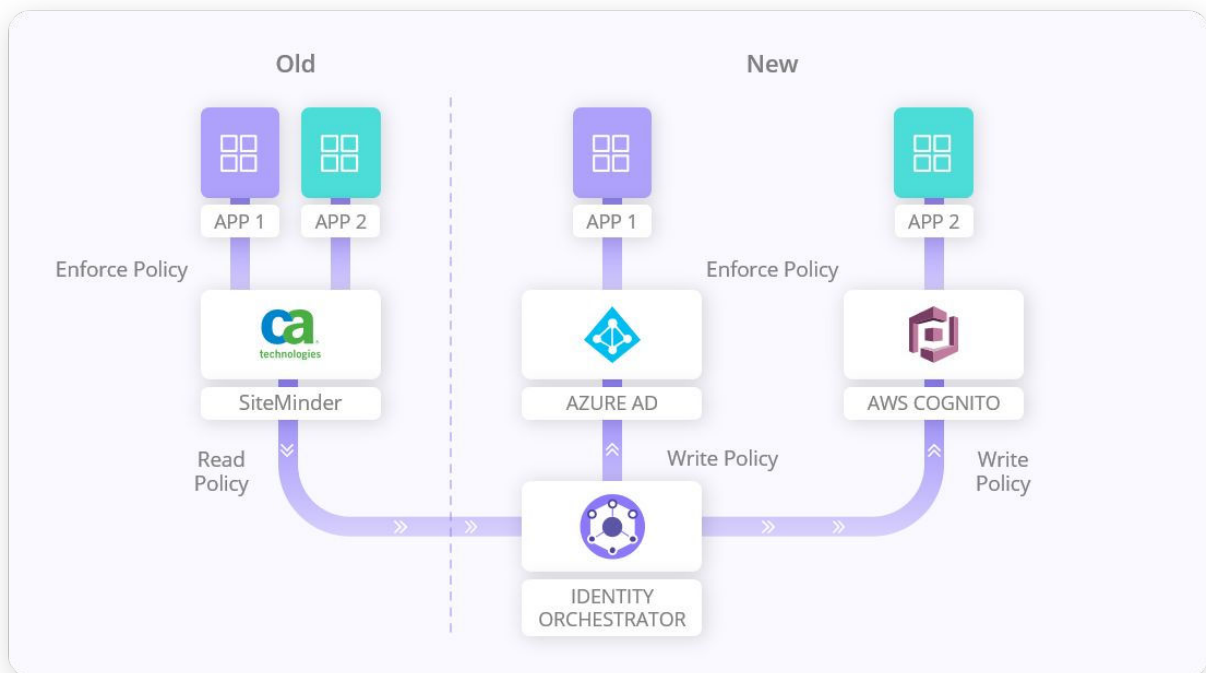 Old
New
APP 1
APP 2
APP 1
APP 2
Enforce Policy
Enforce Policy
ca
technologies
SiteMinder
AZURE AD
AWS COGNITO
Read
Policy
Write Policy
Write
Policy
IDENTITY
ORCHESTRATOR